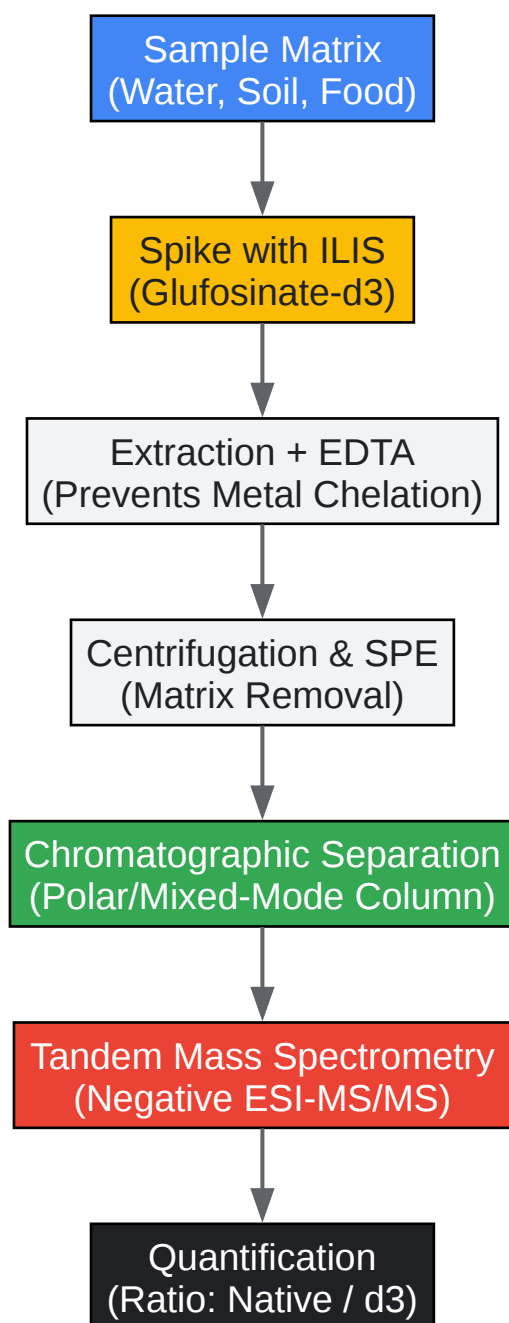 Sample Matrix
(Water, Soil, Food)
Spike with ILIS
(Glufosinate-d3)
Extraction + EDTA
(Prevents Metal Chelation)
Centrifugation & SPE
(Matrix Removal)
Chromatographic Separation
(Polar/Mixed-Mode Column)
Tandem Mass Spectrometry
(Negative ESI-MS/MS)
Quantification
(Ratio: Native / d3)